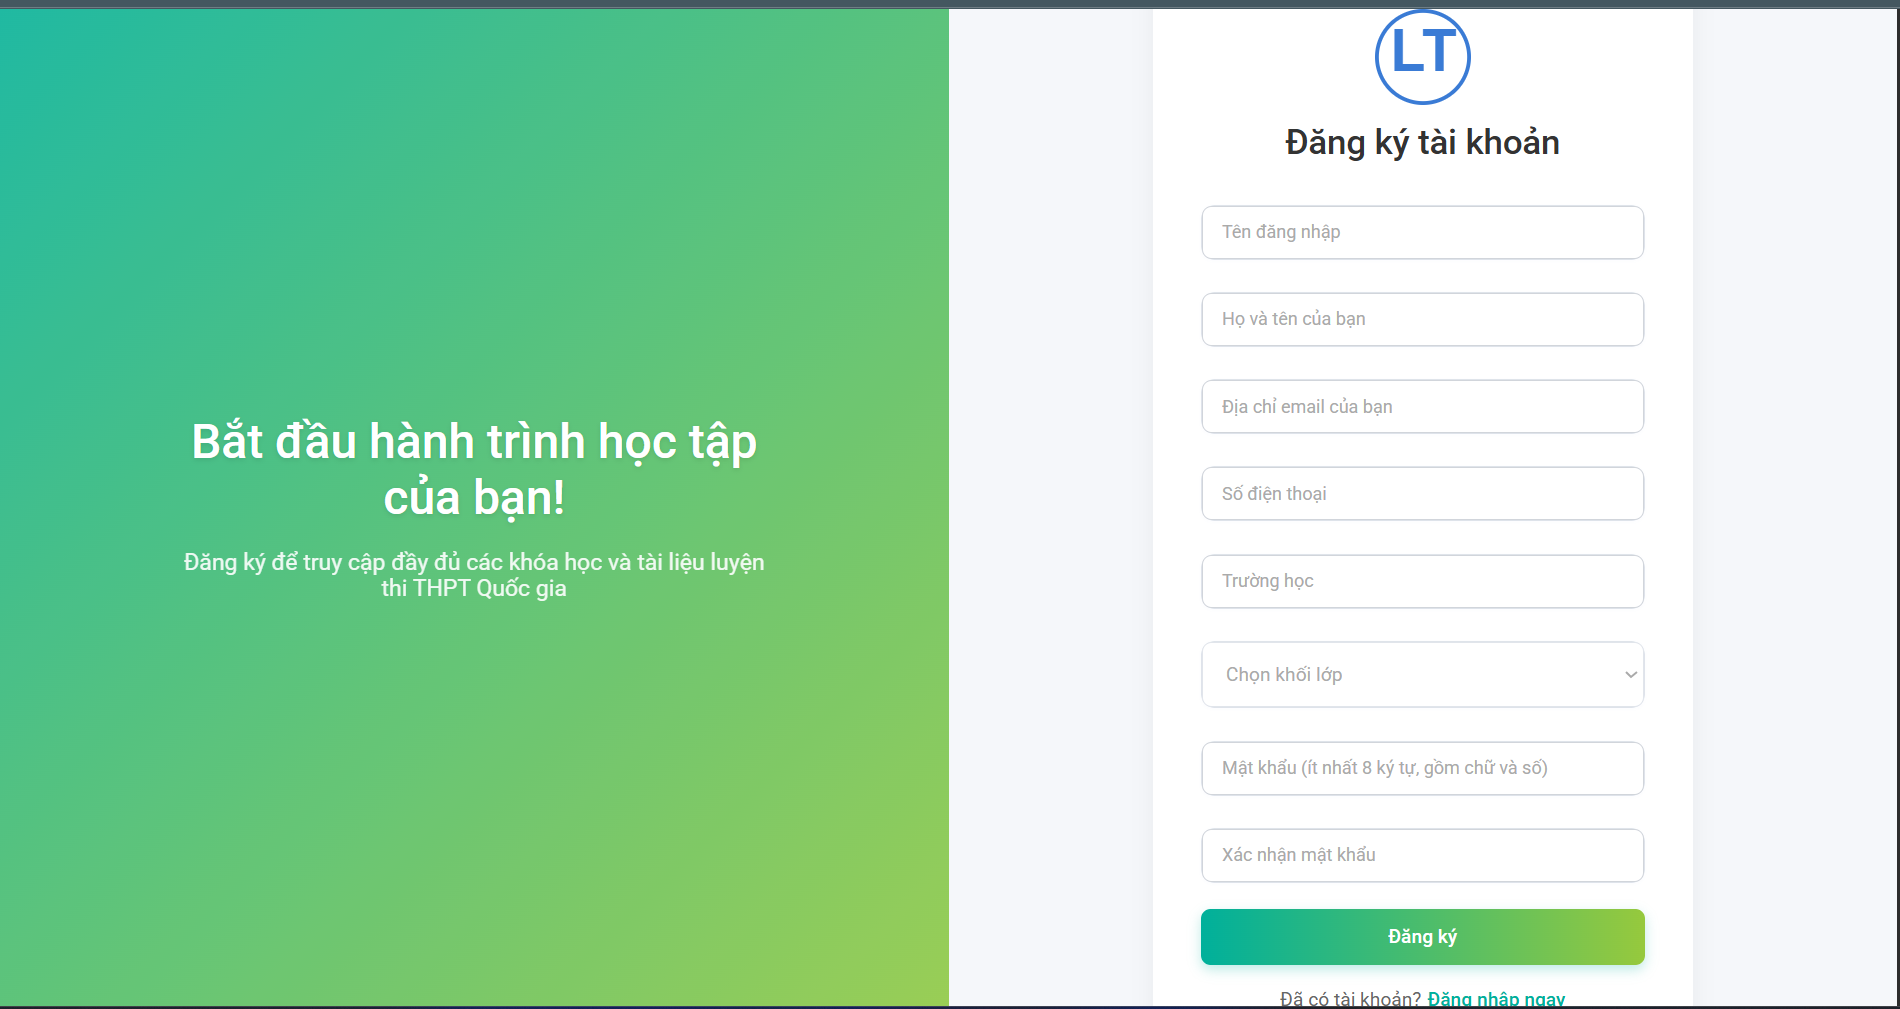 Bắt đầu hành trình học tập
của bạn!
Đăng ký để truy cập đầy đủ các khóa học và tài liệu luyện
thi THPT Quốc gia
LT
Đăng ký tài khoản
Tên đăng nhập
Họ và tên của bạn
Địa chỉ email của bạn
Số điện thoại
Trường học
Chọn khối lớp
Mật khẩu (ít nhất 8 ký tự, gồm chữ và số)
Xác nhận mật khẩu
Đăng ký
Đã có tài khoản? Đăng nhập ngay